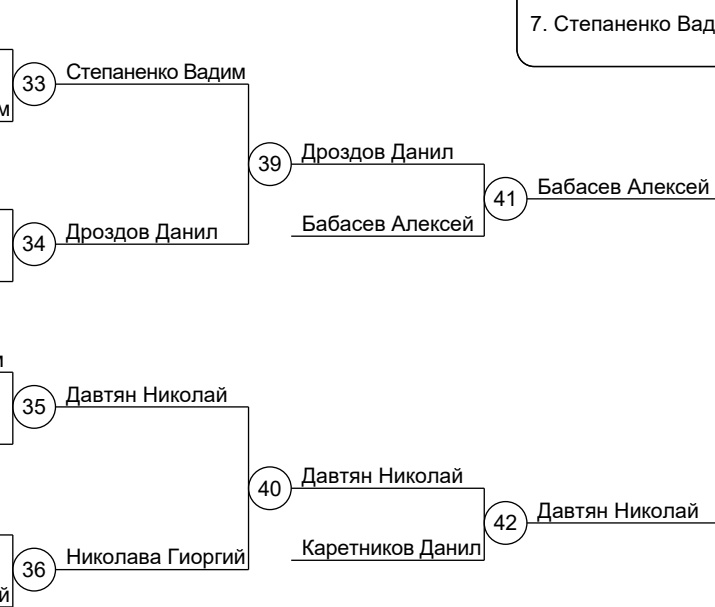 7. Степаненко Вад
33 Степаненко Вадим
м
39 Дроздов Данил
41 Бабасев Алексей
Бабасев Алексей
34 Дроздов Данил
м
35 Давтян Николай
40 Давтян Николай
42 Давтян Николай
Каретников Данил
36 Николава Гиоргий
й